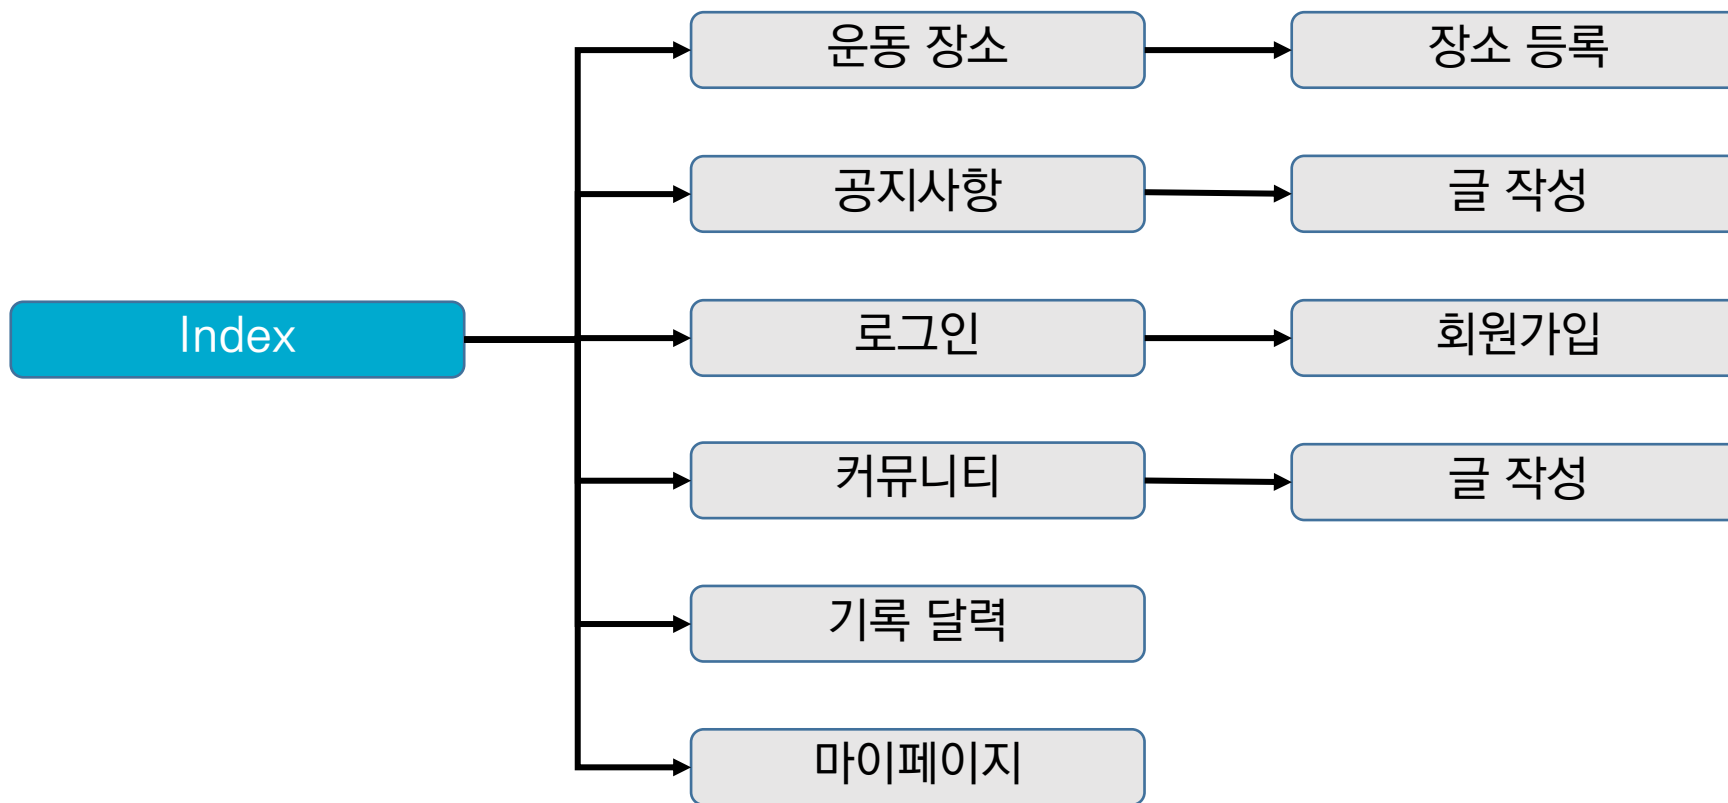 운동 장소
장소 등록
공지사항
글 작성
Index
로그인
회원가입
커뮤니티
글 작성
기록 달력
마이페이지